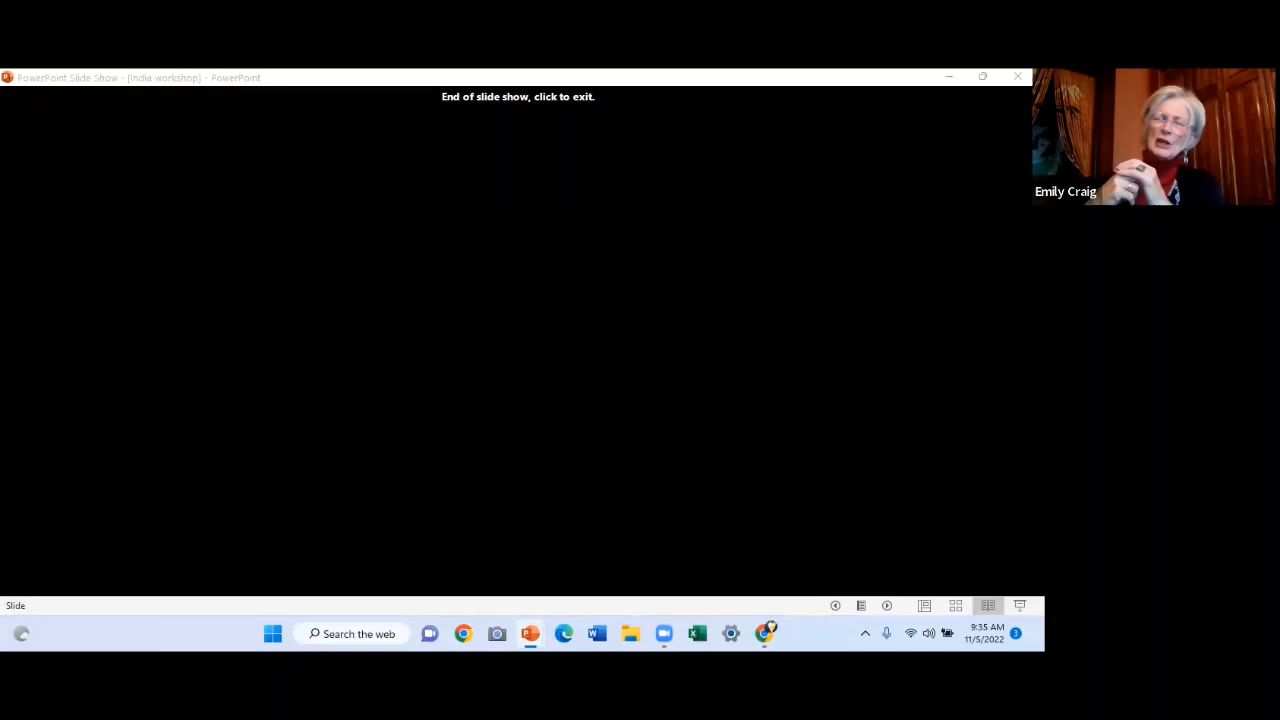 PowerPoint Slide Show - [India workshop] - PowerPoint
End of slide show, click to exit.
Emily Craig
Slide
Search the web
9:35 AM
11/5/2022
3